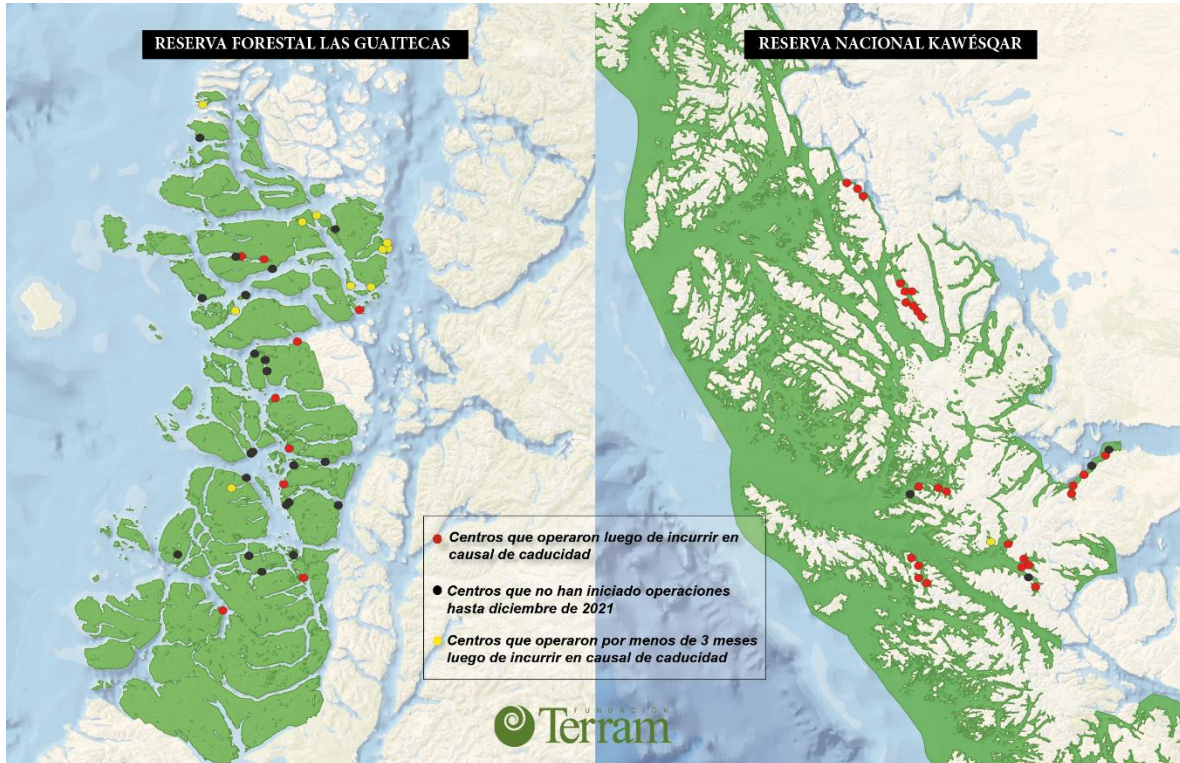 RESERVA FORESTAL LAS GUAITECAS
RESERVA NACIONAL KAWÉSQAR
Centros que operaron luego de incurrir en
causal de caducidad
Centros que no han iniciado operaciones
hasta diciembre de 2021
Centros que operaron por menos de 3 meses
luego de incurrir en causal de caducidad
FUNDACIÓN
Terram